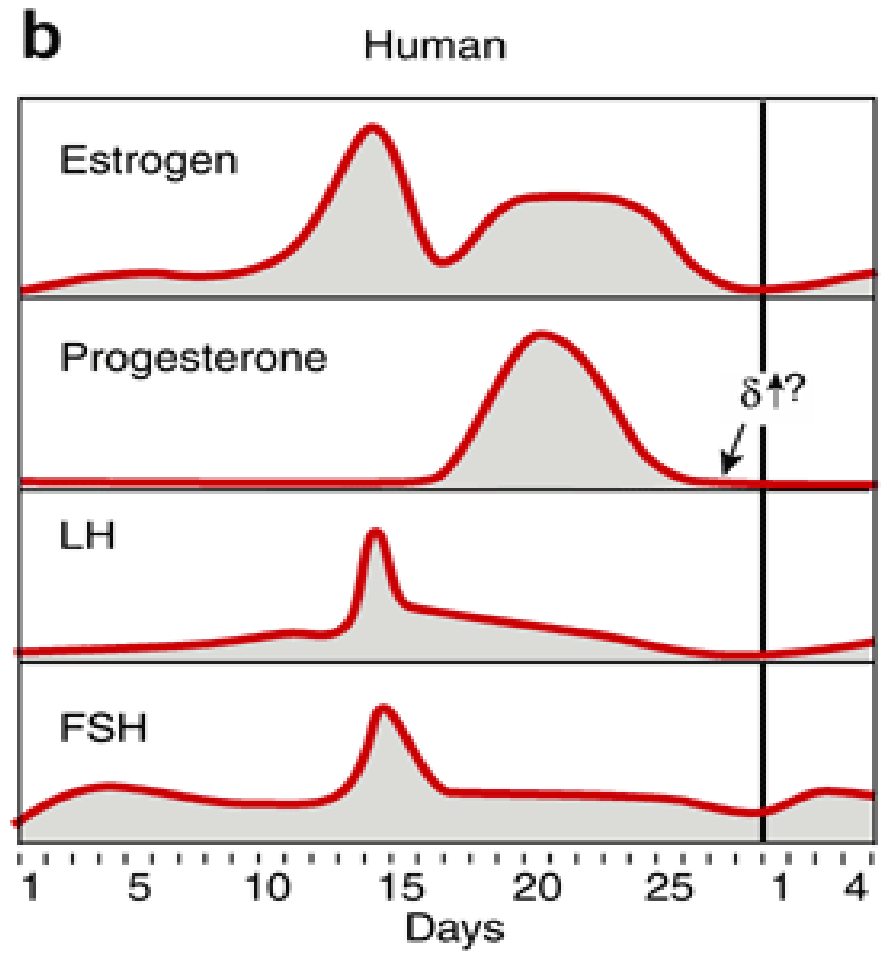 b
Human
Estrogen
Progesterone
δ↑?
LH
FSH
1 5 10 15 20 25 1 4
Days